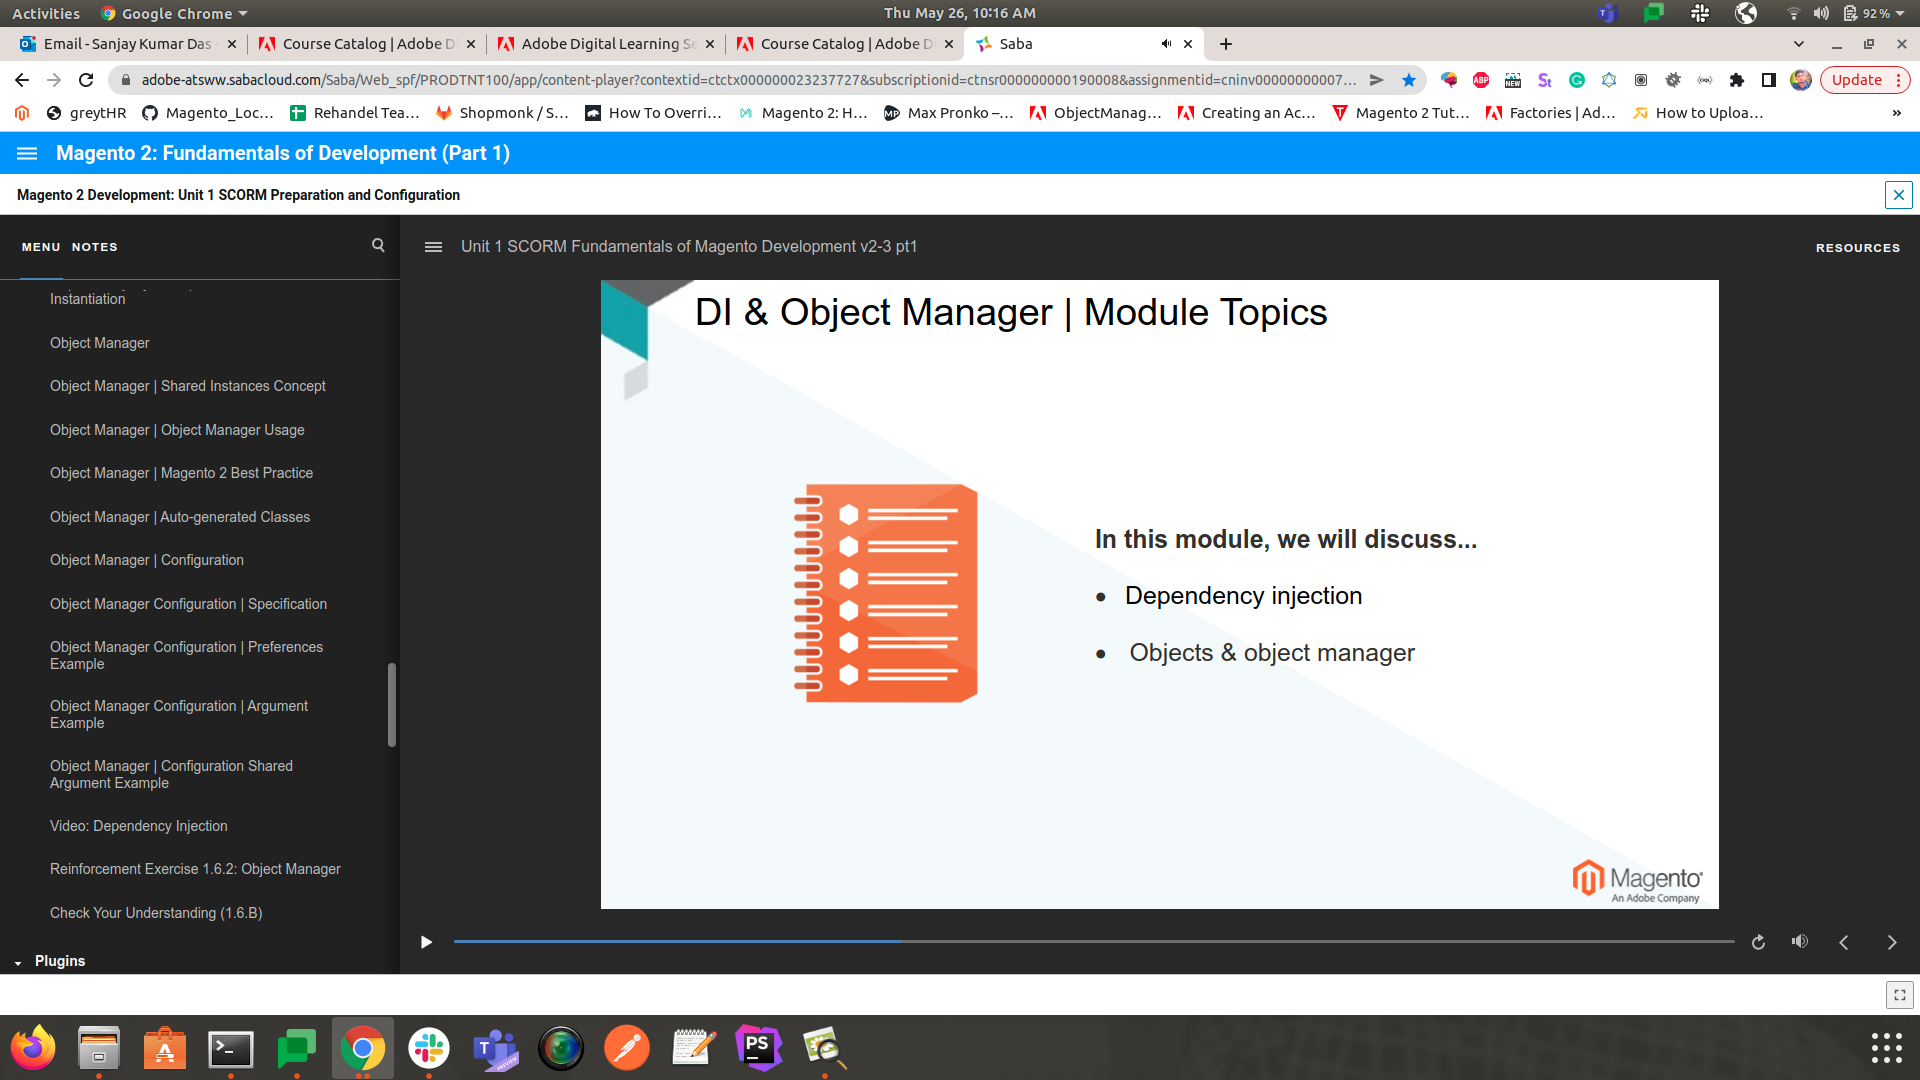 Activities Google Chrome Thu May 26, 10:16 AM 92 %
Email - Sanjay Kumar Das - Course Catalog | Adobe D Adobe Digital Learning Se Course Catalog | Adobe D Saba
adobe-atsww.sabacloud.com/Saba/Web_spf/PRODTNT100/app/content-player?contextid=ctctx000000023237727&subscriptionid=ctnsr000000000190008&assignmentid=cninv00000000007... ABP NEW Update
greytHR Magento_Loc... Rehandel Tea... Shopmonk / S... How To Overri... Magento 2: H... Max Pronko –... ObjectManag... Creating an Ac... Magento 2 Tut... Factories | Ad... How to Uploa... »
Magento 2: Fundamentals of Development (Part 1)
Magento 2 Development: Unit 1 SCORM Preparation and Configuration
MENU NOTES
Unit 1 SCORM Fundamentals of Magento Development v2-3 pt1
RESOURCES
Instantiation
Object Manager
Object Manager | Shared Instances Concept
Object Manager | Object Manager Usage
Object Manager | Magento 2 Best Practice
Object Manager | Auto-generated Classes
Object Manager | Configuration
Object Manager Configuration | Specification
Object Manager Configuration | Preferences
Example
Object Manager Configuration | Argument
Example
Object Manager | Configuration Shared
Argument Example
Video: Dependency Injection
Reinforcement Exercise 1.6.2: Object Manager
Check Your Understanding (1.6.B)
Plugins
DI & Object Manager | Module Topics
In this module, we will discuss...
• Dependency injection
• Objects & object manager
Magento
An Adobe Company
PS